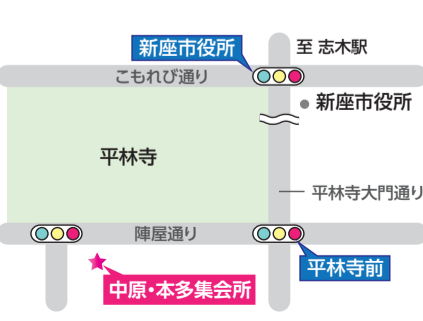 新座市役所
至 志木駅
こもれび通り
新座市役所
平林寺
平林寺大門通り
陣屋通り
平林寺前
中原・本多集会所